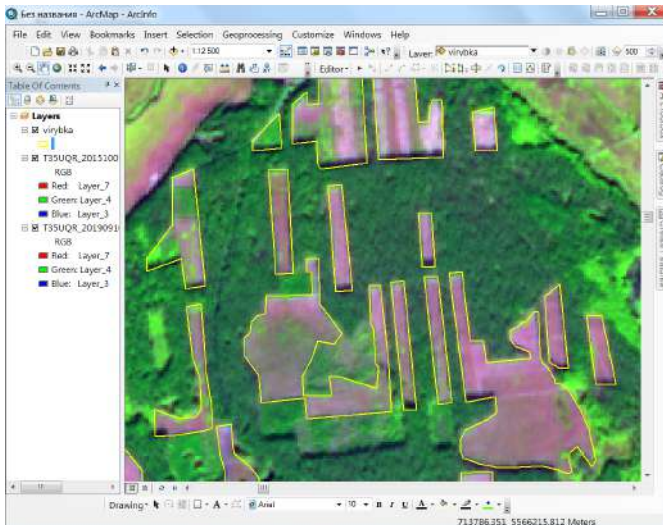 Без названия - ArcMap - ArcInfo
File Edit View Bookmarks Insert Selection Geoprocessing Customize Windows Help
1:12 500 Layer: virybka 500
Editor
Table Of Contents
Layers
virybka
T35UQR_2015100
RGB
Red: Layer_7
Green: Layer_4
Blue: Layer_3
T35UQR_2019091
RGB
Red: Layer_7
Green: Layer_4
Blue: Layer_3
Drawing Arial 10 B I U A
713786,351 5566215,812 Meters